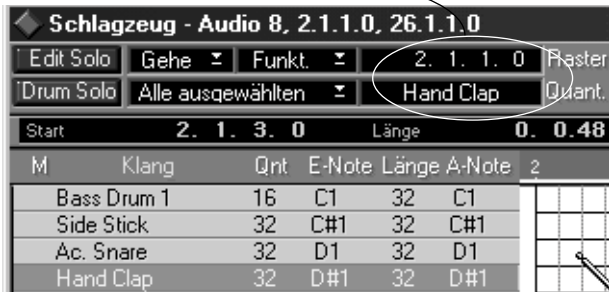 Schlagzeug - Audio 8, 2.1.1.0, 26.1.1.0
Edit Solo Gehe Funkt. 2. 1. 1. 0 Raster
Drum Solo Alle ausgewählten Hand Clap Quant.
Start 2. 1. 3. 0 Länge 0. 0.48
M Klang Qnt E-Note Länge A-Note 2
Bass Drum 1 16 C1 32 C1
Side Stick 32 C#1 32 C#1
Ac. Snare 32 D1 32 D1
Hand Clap 32 D#1 32 D#1